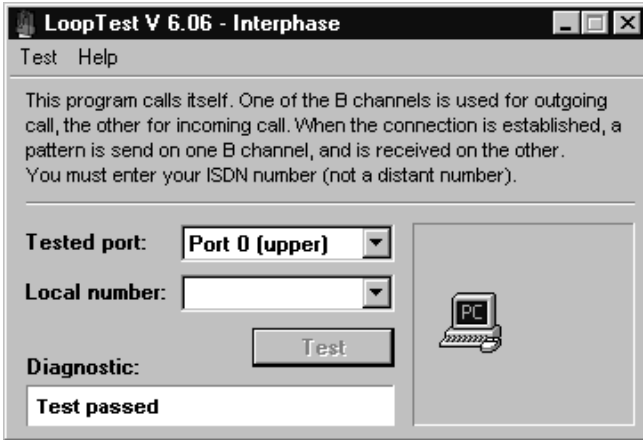 LoopTest V 6.06 - Interphase
Test Help
This program calls itself. One of the B channels is used for outgoing
call, the other for incoming call. When the connection is established, a
pattern is send on one B channel, and is received on the other.
You must enter your ISDN number (not a distant number).
Tested port: Port 0 (upper)
Local number:
PC
Test
Diagnostic:
Test passed